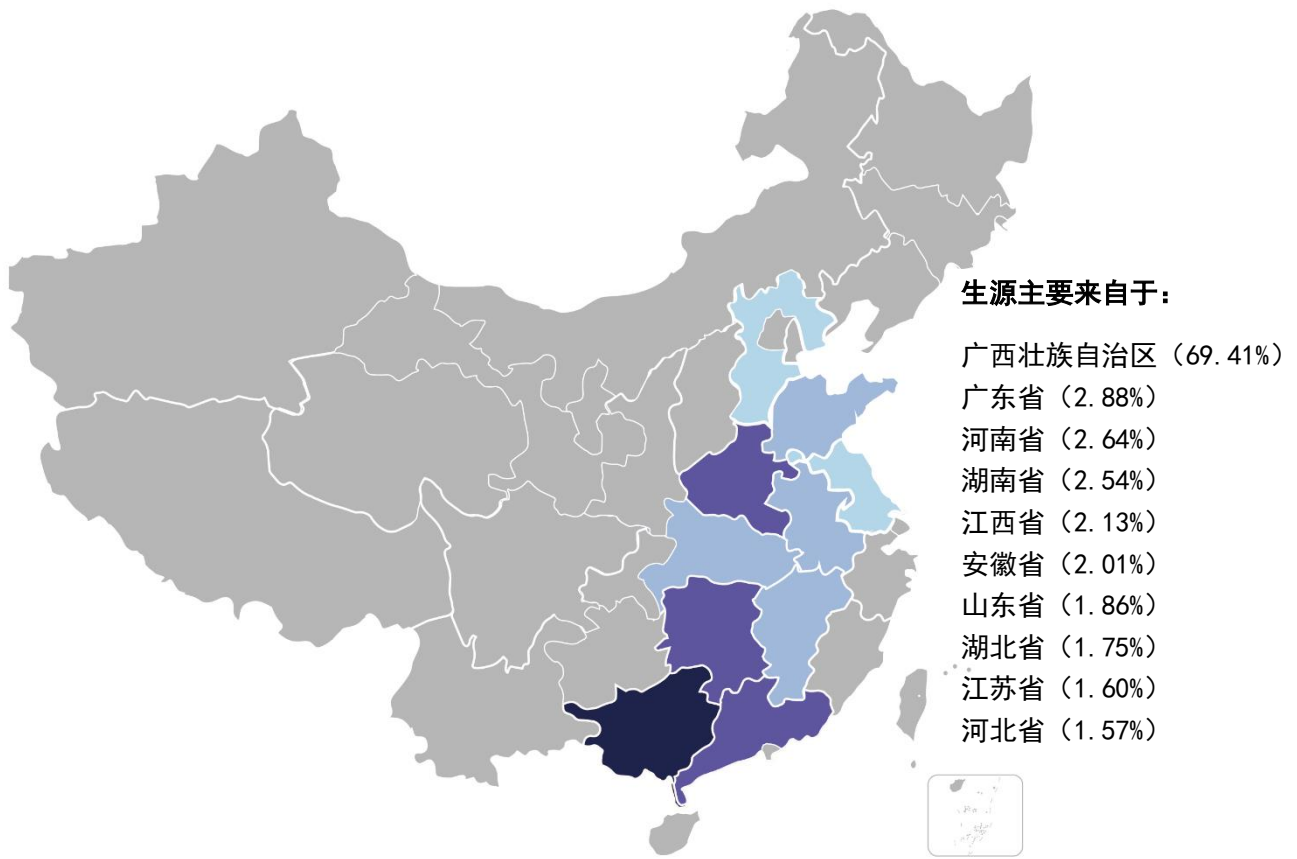 生源主要来自于：
广西壮族自治区（69.41%）
广东省（2.88%）
河南省（2.64%）
湖南省（2.54%）
江西省（2.13%）
安徽省（2.01%）
山东省（1.86%）
湖北省（1.75%）
江苏省（1.60%）
河北省（1.57%）